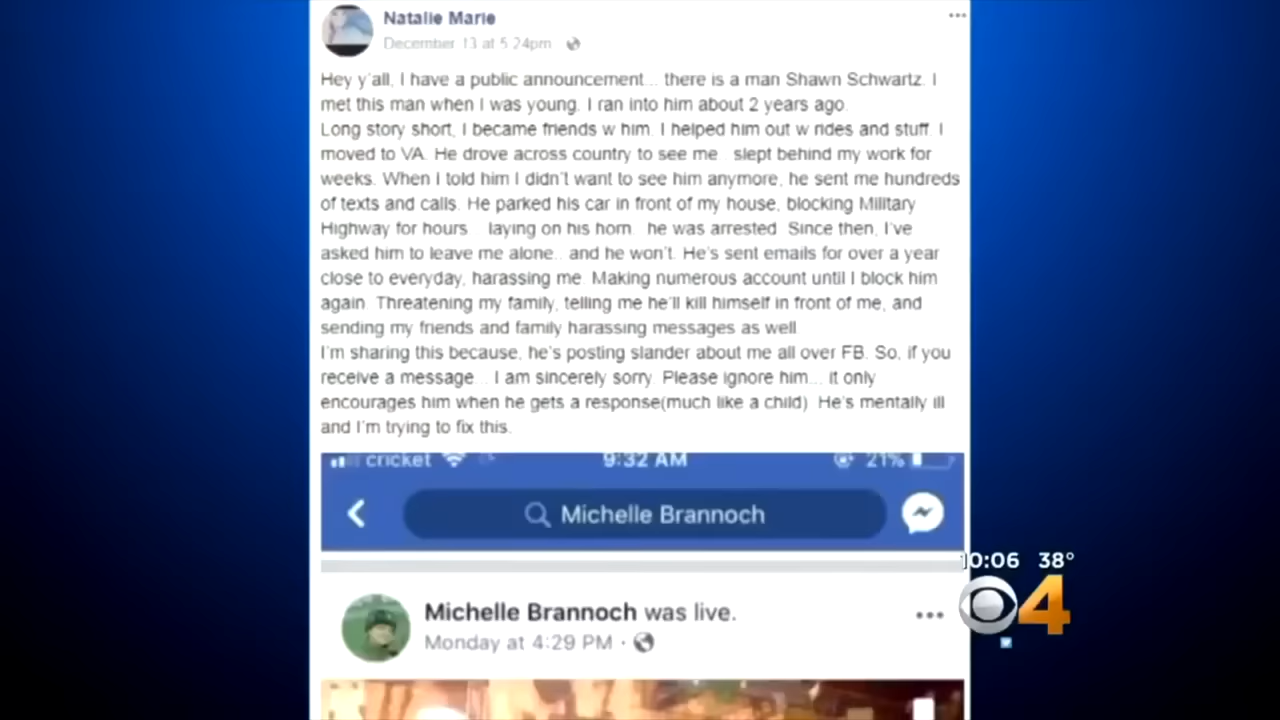 Natalie Marie
December 13 at 5:24pm
Hey y'all, I have a public announcement... there is a man Shawn Schwartz. I
met this man when I was young. I ran into him about 2 years ago.
Long story short, I became friends w him. I helped him out w rides and stuff. I
moved to VA. He drove across country to see me.. slept behind my work for
weeks. When I told him I didn't want to see him anymore, he sent me hundreds
of texts and calls. He parked his car in front of my house, blocking Military
Highway for hours... laying on his horn.. he was arrested. Since then, I've
asked him to leave me alone.. and he won't. He's sent emails for over a year
close to everyday, harassing me. Making numerous account until I block him
again. Threatening my family, telling me he'll kill himself in front of me, and
sending my friends and family harassing messages as well.
I'm sharing this because, he's posting slander about me all over FB. So, if you
receive a message... I am sincerely sorry. Please ignore him... it only
encourages him when he gets a response(much like a child). He's mentally ill
and I'm trying to fix this.
cricket 9:32 AM 21%
Michelle Brannoch
Michelle Brannoch was live.
Monday at 4:29 PM ·
10:06 38°
4